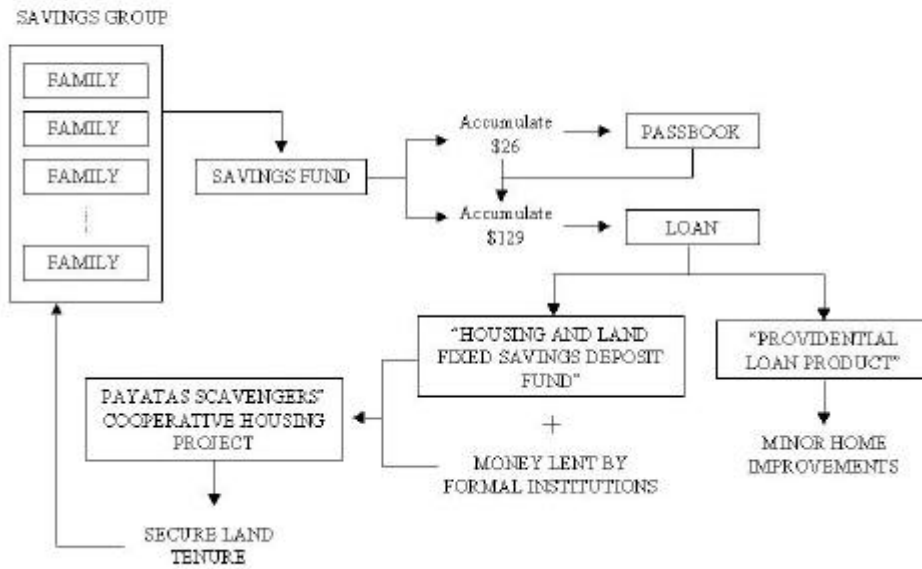 SAVINGS GROUP
FAMILY
FAMILY
FAMILY
FAMILY
SAVINGS FUND
Accumulate
$26
PASSBOOK
Accumulate
$129
LOAN
"HOUSING AND LAND
FIXED SAVINGS DEPOSIT
FUND"
"PROVIDENTIAL
LOAN PRODUCT"
PAYATAS SCAVENGERS"
COOPERATIVE HOUSING
PROJECT
+
MONEY LENT BY
FORMAL INSTITUTIONS
MINOR HOME
IMPROVEMENTS
SECURE LAND
TENURE